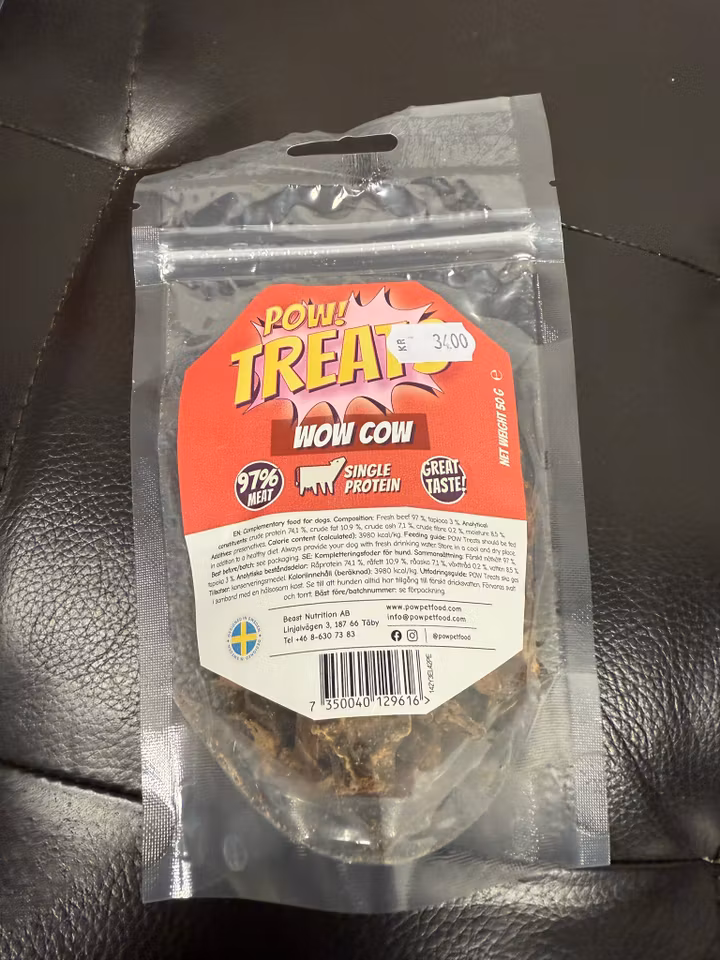 POW!
TREATS
KR
34,00
WOW COW
NET WEIGHT 50 G e
97%
MEAT
SINGLE
PROTEIN
GREAT
TASTE!
EN: Complementary food for dogs. Composition: Fresh beef 97 %, tapioca 3 %. Analytical
constituents: crude protein 74,1 %, crude fat 10,9 %, crude ash 7,1 %, crude fibre 0,2 %, moisture 8,5 %.
Additives: preservatives. Calorie content (calculated): 3980 kcal/kg. Feeding guide: POW Treats should be fed
in addition to a healthy diet. Always provide your dog with fresh drinking water. Store in a cool and dry place.
Best before/batch: see packaging. SE: Kompletteringsfoder för hund. Sammansättning: Färskt nötkött 97 %,
tapioka 3 %. Analytiska beståndsdelar: Råprotein 74,1 %, råfett 10,9 %, råaska 7,1 %, växttråd 0,2 %, vatten 8,5 %.
Tillsatser: konserveringsmedel. Kaloriinnehåll (beräknad): 3980 kcal/kg. Utfodringsguide: POW Treats ska ges
i samband med en hälsosam kost. Se till att hunden alltid har tillgång till färskt dricksvatten. Förvaras svalt
och torrt. Bäst före/batchnummer: se förpackning.
Beast Nutrition AB
Linjalvägen 3, 187 66 Täby
Tel +46 8-630 73 83
www.powpetfood.com
info@powpetfood.com
@powpetfood
7 350040 129616 >